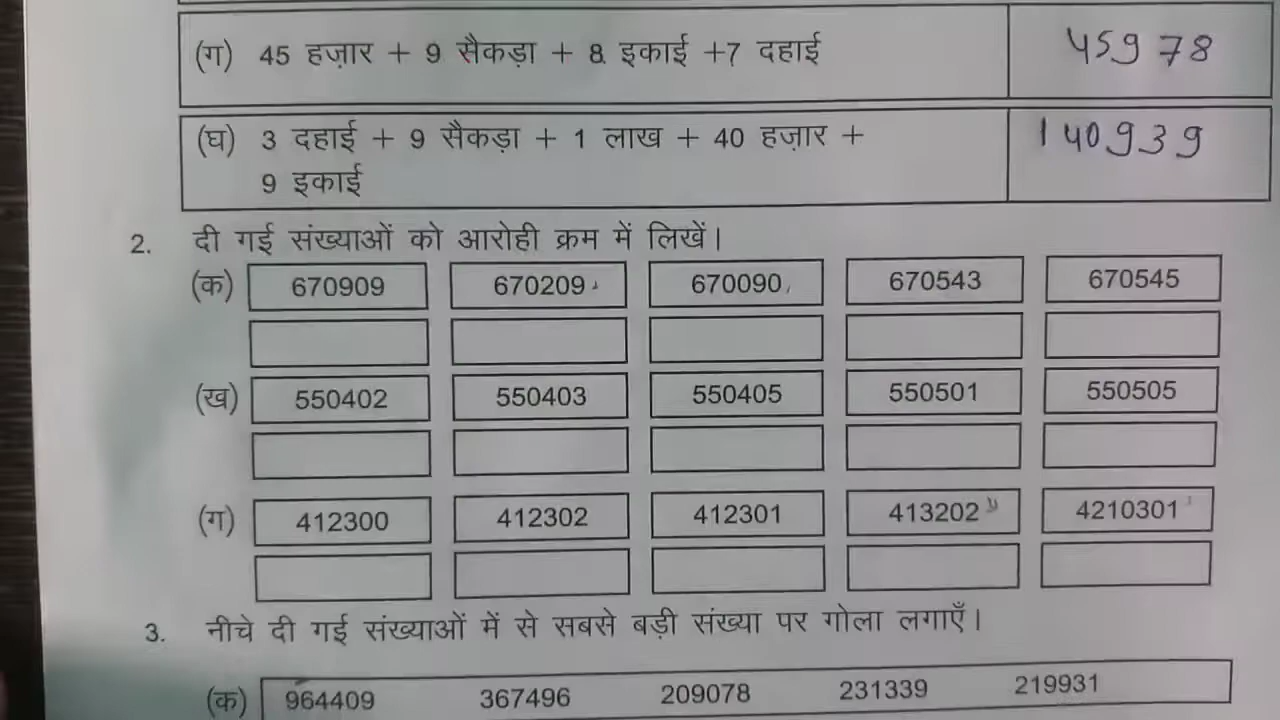 (ग) 45 हज़ार + 9 सैकड़ा + 8 इकाई +7 दहाई 45978
(घ) 3 दहाई + 9 सैकड़ा + 1 लाख + 40 हज़ार + 140939
9 इकाई
2. दी गई संख्याओं को आरोही क्रम में लिखें।
(क) 670909 670209 670090 670543 670545
(ख) 550402 550403 550405 550501 550505
(ग) 412300 412302 412301 413202 4210301
3. नीचे दी गई संख्याओं में से सबसे बड़ी संख्या पर गोला लगाएँ।
(क) 964409 367496 209078 231339 219931